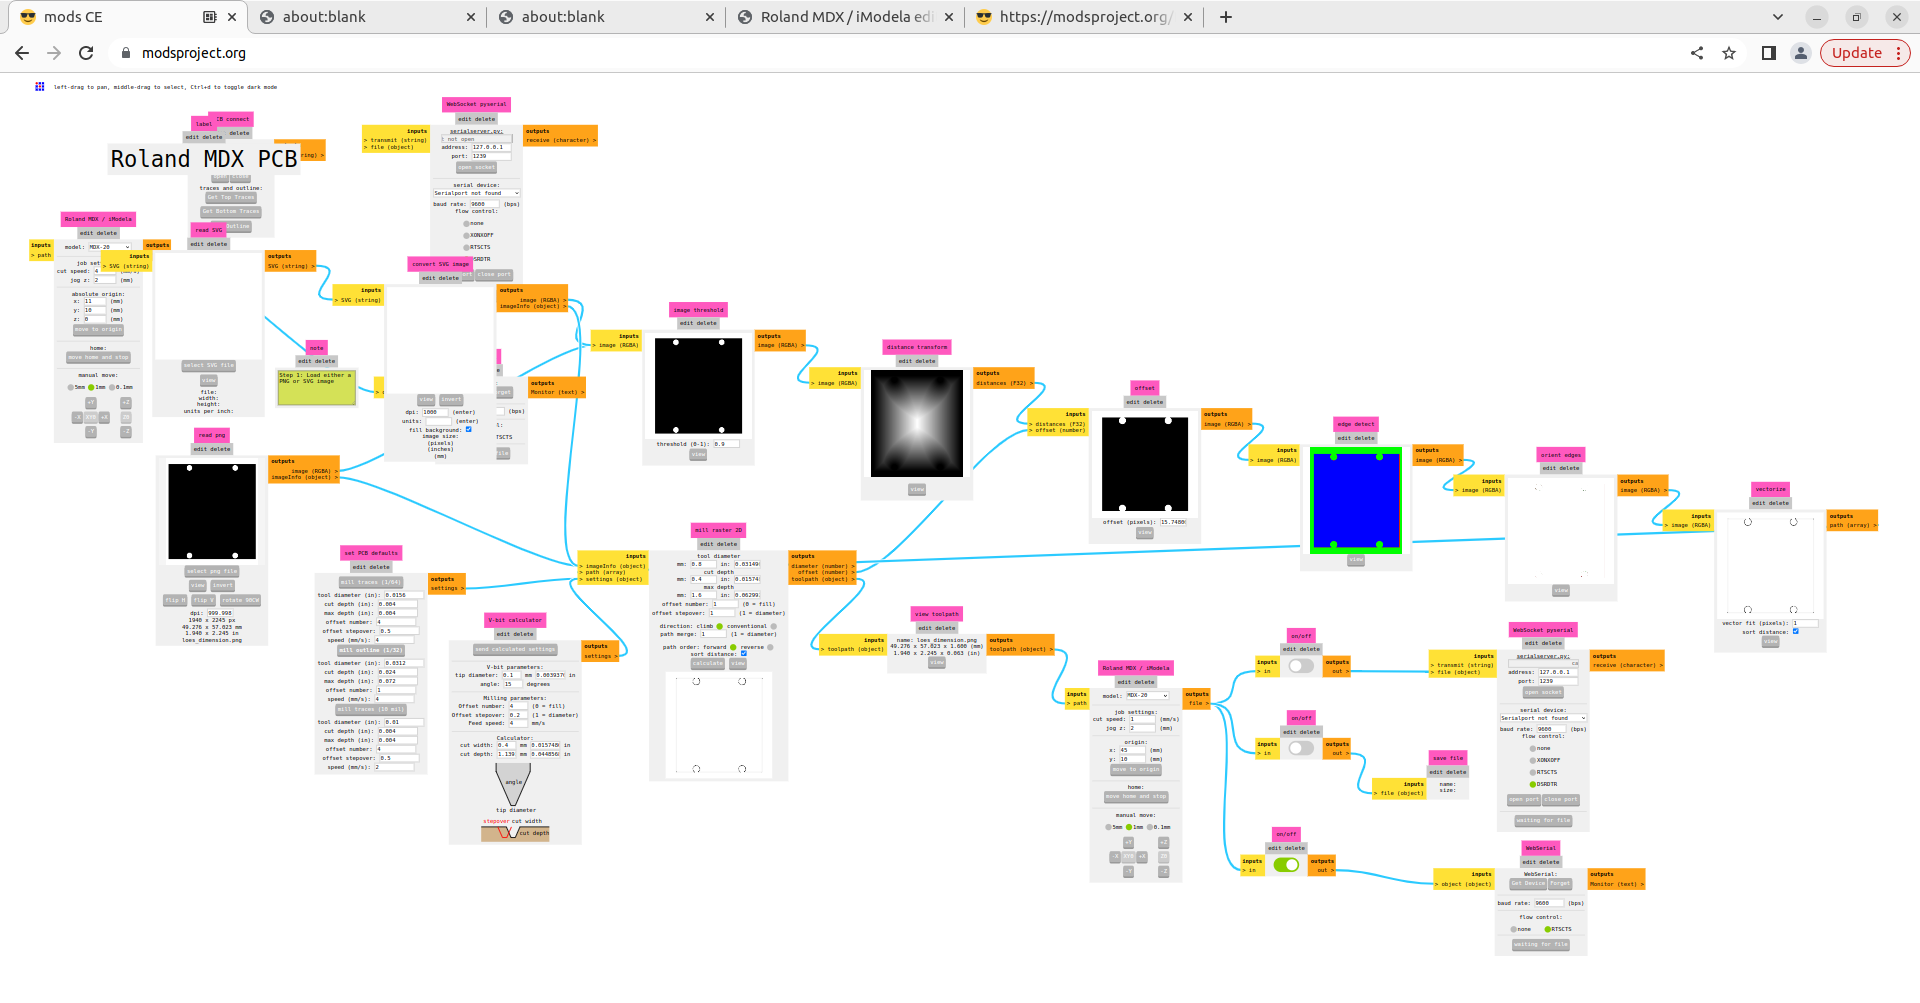 mods CE
about:blank
about:blank
Roland MDX / iModela edi
https://modsproject.org/
modsproject.org
Update
left-drag to pan, middle-drag to select, Ctrl+d to toggle dark mode
label
edit delete
delete
Roland MDX PCB
traces and outline:
Get Top Traces
Get Bottom Traces
WebSocket pyserial
edit delete
inputs
> transmit (string)
> file (object)
serialserver.py:
address: 127.0.0.1
port: 1239
open socket
serial device:
Serialport not found
baud rate: 9600 (bps)
flow control:
none
XONXOFF
RTSCTS
close port
outputs
receive (character) >
Roland MDX / iModela
edit delete
inputs
> path
outputs
model: MDX-20
jog z: 2 (mm)
absolute origin:
x: 11 (mm)
y: 10 (mm)
z: 0 (mm)
move to origin
home:
move home and stop
manual move:
5mm 1mm 0.1mm
+Y +Z
-X XY0 +X Z0
-Y -Z
read SVG
edit delete
inputs
> SVG (string)
outputs
SVG (string) >
select SVG file
view
file:
width:
height:
units per inch:
note
edit delete
Step 1: Load either a
PNG or SVG image
convert SVG image
edit delete
inputs
> SVG (string)
outputs
image (RGBA) >
imageInfo (object) >
view invert
dpi: 1000 (enter)
units: (enter)
fill background:
image size:
(pixels)
(inches)
(mm)
outputs
Monitor (text) >
(bps)
read png
edit delete
outputs
image (RGBA) >
imageInfo (object) >
select png file
view invert
flip H flip V rotate 90CW
dpi: 999.998
1940 x 2245 px
49.276 x 57.023 mm
1.940 x 2.245 in
loes_dimension.png
image threshold
edit delete
inputs
> image (RGBA)
outputs
image (RGBA) >
threshold (0-1): 0.9
view
distance transform
edit delete
inputs
> image (RGBA)
outputs
distances (F32) >
view
offset
edit delete
inputs
> distances (F32)
> offset (number)
outputs
image (RGBA) >
offset (pixels): 15.7480
view
edge detect
edit delete
inputs
> image (RGBA)
outputs
image (RGBA) >
view
orient edges
edit delete
inputs
> image (RGBA)
outputs
image (RGBA) >
view
vectorize
edit delete
inputs
> image (RGBA)
outputs
path (array) >
vector fit (pixels): 1
sort distance:
view
set PCB defaults
edit delete
outputs
settings >
mill traces (1/64)
tool diameter (in): 0.0156
cut depth (in): 0.004
max depth (in): 0.004
offset number: 4
offset stepover: 0.5
speed (mm/s): 4
mill outline (1/32)
tool diameter (in): 0.0312
cut depth (in): 0.024
max depth (in): 0.072
offset number: 1
speed (mm/s): 4
mill traces (10 mil)
tool diameter (in): 0.01
cut depth (in): 0.004
max depth (in): 0.004
offset number: 4
offset stepover: 0.5
speed (mm/s): 2
V-bit calculator
edit delete
outputs
settings >
send calculated settings
V-bit parameters:
tip diameter: 0.1 mm 0.003937 in
angle: 15 degrees
Milling parameters:
Offset number: 4 (0 = fill)
Offset stepover: 0.2 (1 = diameter)
Feed speed: 4 mm/s
Calculator:
cut width: 0.4 mm 0.015748 in
cut depth: 1.139 mm 0.044856 in
angle
tip diameter
stepover cut width
cut depth
mill raster 2D
edit delete
inputs
> imageInfo (object)
> path (array)
> settings (object)
outputs
diameter (number) >
offset (number) >
toolpath (object) >
tool diameter
mm: 0.8 in: 0.03149
cut depth
mm: 0.4 in: 0.01574
max depth
mm: 1.6 in: 0.06299
offset number: 1 (0 = fill)
offset stepover: 1 (1 = diameter)
direction: climb conventional
path merge: 1 (1 = diameter)
path order: forward reverse
sort distance:
calculate view
view toolpath
edit delete
inputs
> toolpath (object)
outputs
toolpath (object) >
name: loes_dimension.png
49.276 x 57.023 x 1.600 (mm)
1.940 x 2.245 x 0.063 (in)
view
Roland MDX / iModela
edit delete
inputs
> path
outputs
file >
model: MDX-20
job settings:
cut speed: 1 (mm/s)
jog z: 2 (mm)
origin:
x: 45 (mm)
y: 10 (mm)
move to origin
home:
move home and stop
manual move:
5mm 1mm 0.1mm
+Y +Z
-X XY0 +X Z0
-Y -Z
on/off
edit delete
inputs
> in
outputs
out >
on/off
edit delete
inputs
> in
outputs
out >
on/off
edit delete
inputs
> in
outputs
out >
save file
edit delete
inputs
> file (object)
name:
size:
WebSocket pyserial
edit delete
inputs
> transmit (string)
> file (object)
outputs
receive (character) >
serialserver.py:
address: 127.0.0.1
port: 1239
open socket
serial device:
Serialport not found
baud rate: 9600 (bps)
flow control:
none
XONXOFF
RTSCTS
DSRDTR
open port close port
waiting for file
WebSerial
edit delete
inputs
> object (object)
outputs
Monitor (text) >
WebSerial:
Get Device Forget
baud rate: 9600 (bps)
flow control:
none RTSCTS
waiting for file